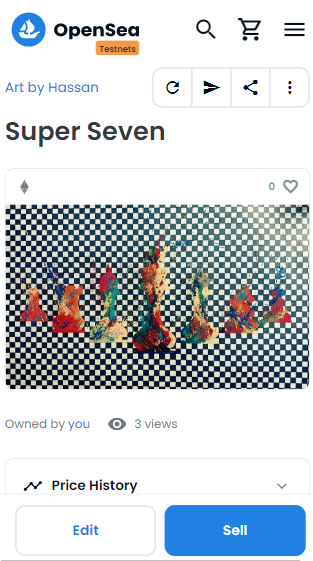 OpenSea
Testnets
Art by Hassan
Super Seven
0
Owned by you 3 views
Price History
Edit Sell